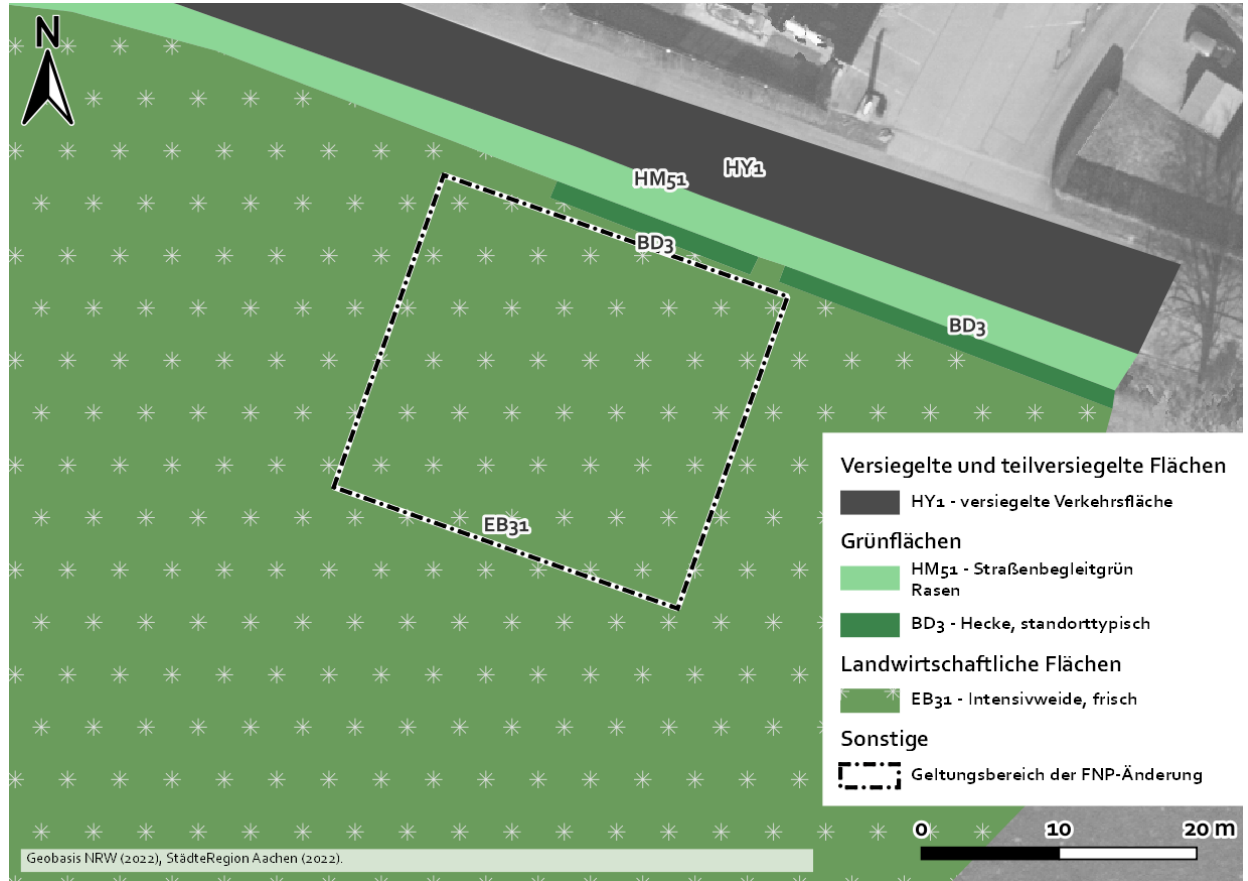 N
HM51
HY1
BD3
BD3
EB31
Versiegelte und teilversiegelte Flächen
HY1 - versiegelte Verkehrsfläche
Grünflächen
HM51 - Straßenbegleitgrün
Rasen
BD3 - Hecke, standorttypisch
Landwirtschaftliche Flächen
EB31 - Intensivweide, frisch
Sonstige
Geltungsbereich der FNP-Änderung
0 10 20 m
Geobasis NRW (2022), StädteRegion Aachen (2022).